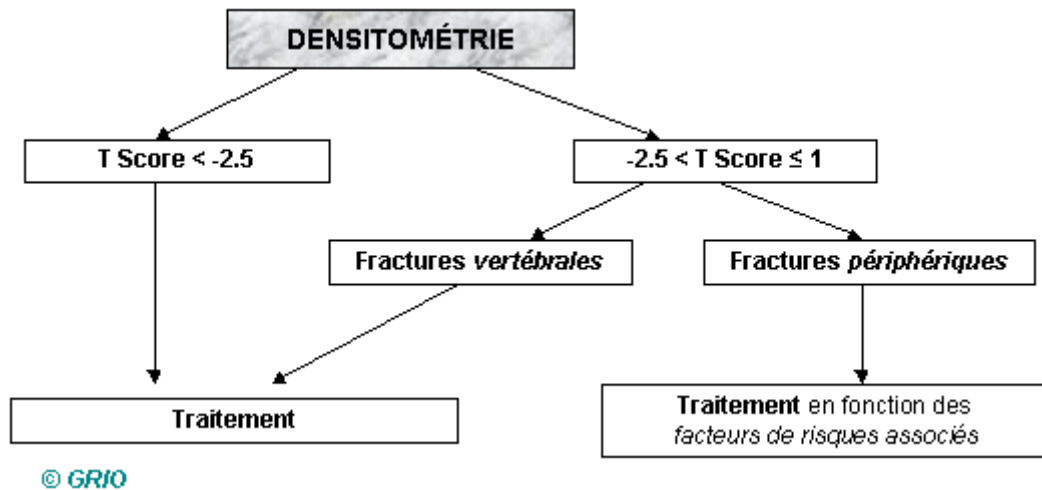 DENSITOMÉTRIE
T Score < -2.5
-2.5 < T Score ≤ 1
Fractures vertébrales
Fractures périphériques
Traitement
Traitement en fonction des
facteurs de risques associés
© GRIO